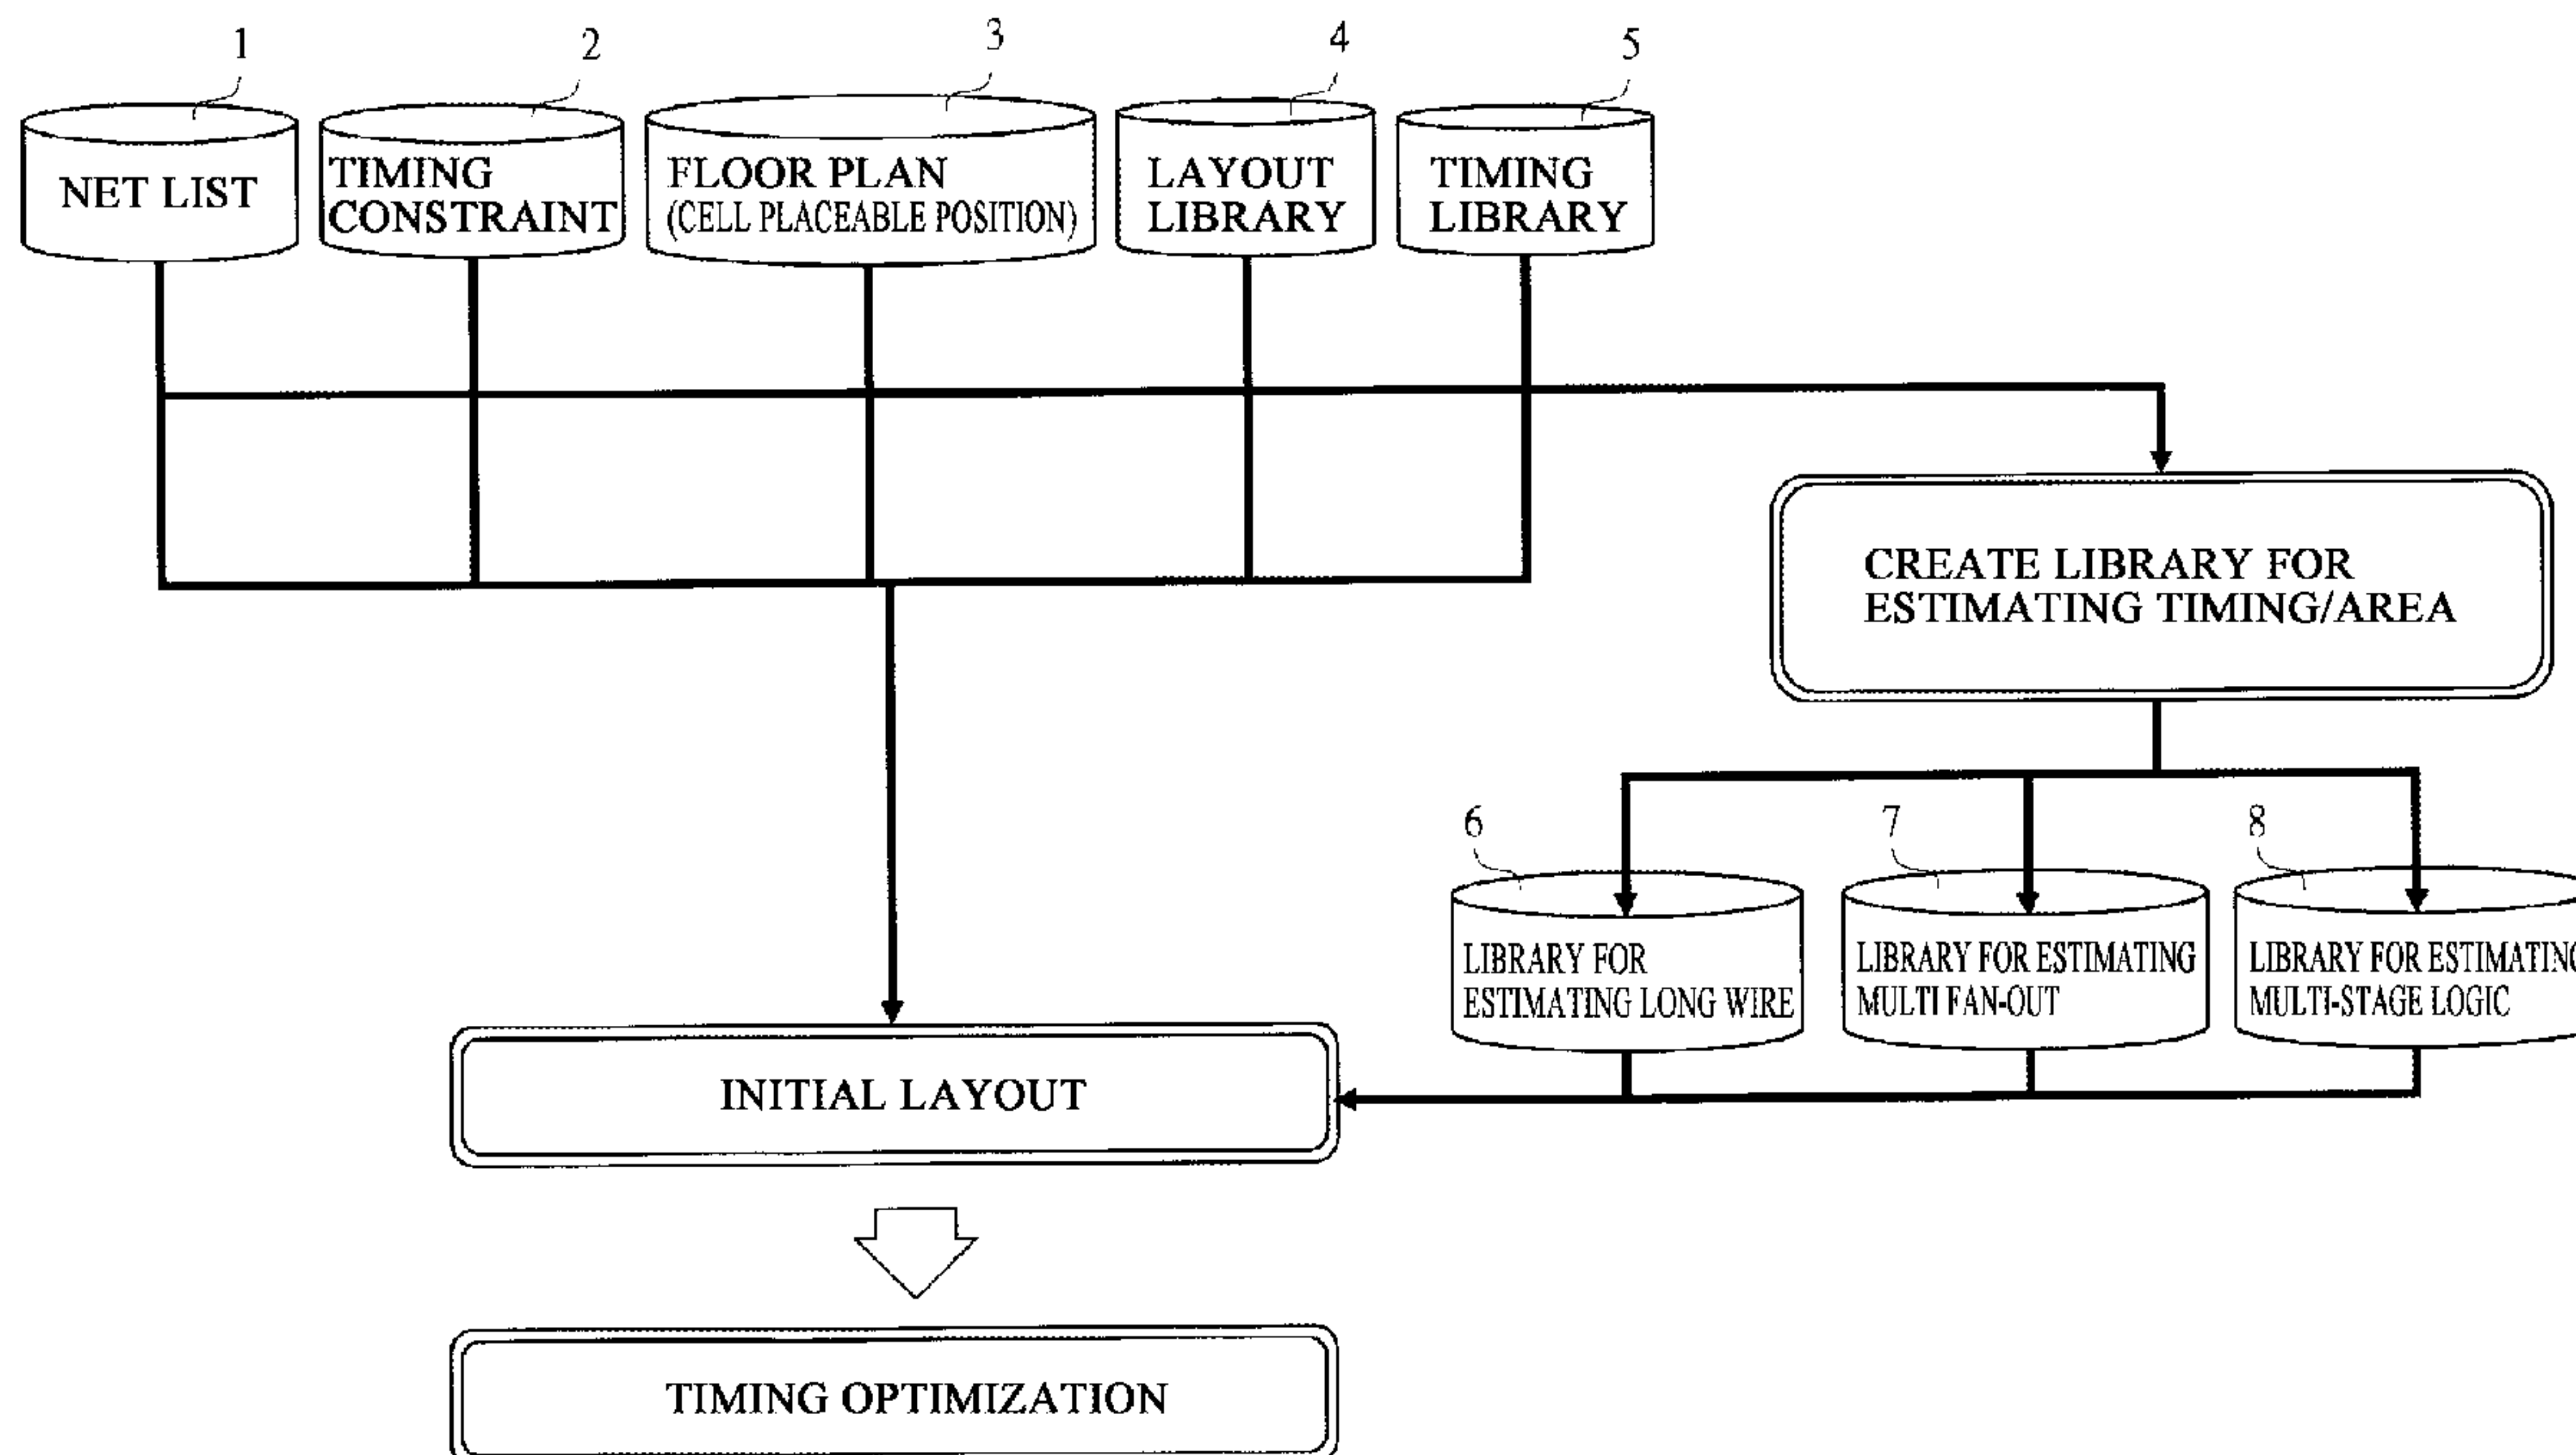 1
2
3
4
5
NET LIST
TIMING
CONSTRAINT
FLOOR PLAN
(CELL PLACEABLE POSITION)
LAYOUT
LIBRARY
TIMING
LIBRARY
CREATE LIBRARY FOR
ESTIMATING TIMING/AREA
6
7
8
LIBRARY FOR
ESTIMATING LONG WIRE
LIBRARY FOR ESTIMATING
MULTI FAN-OUT
LIBRARY FOR ESTIMATING
MULTI-STAGE LOGIC
INITIAL LAYOUT
TIMING OPTIMIZATION